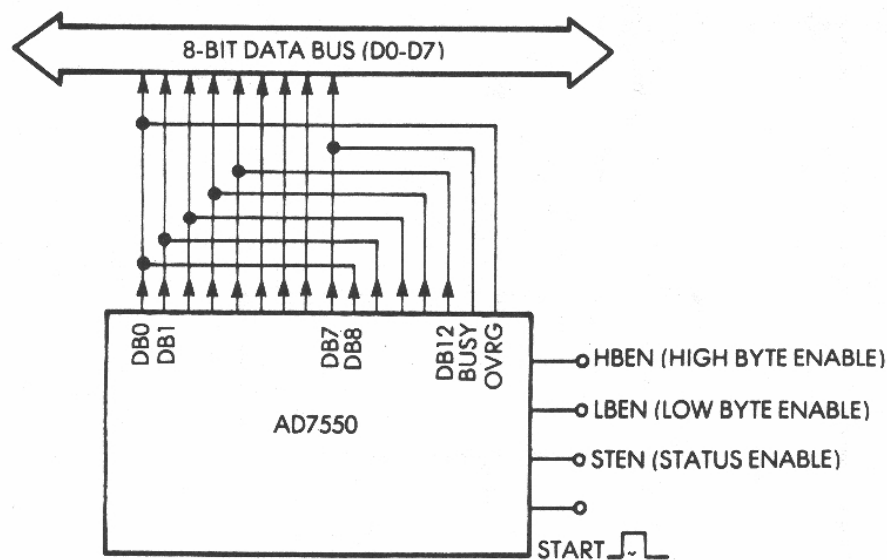 8-BIT DATA BUS (D0-D7)
DB0
DB1
DB7
DB8
DB12
BUSY
OVRG
AD7550
HBEN (HIGH BYTE ENABLE)
LBEN (LOW BYTE ENABLE)
STEN (STATUS ENABLE)
START